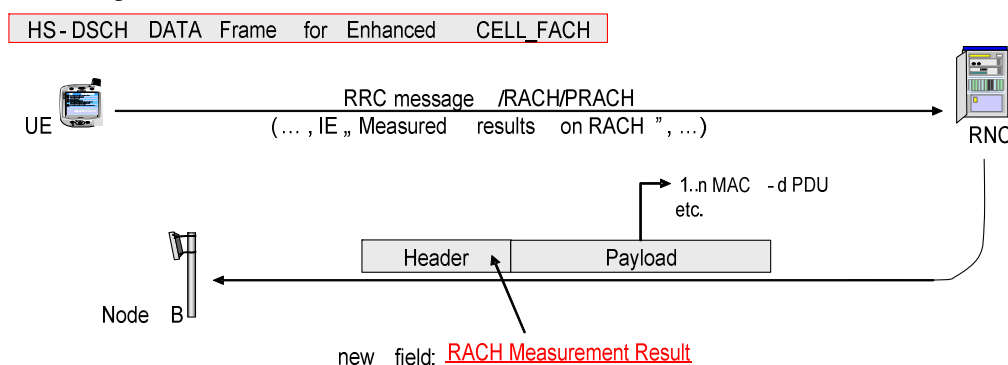 HS-DSCH DATA Frame for Enhanced CELL_FACH
RRC message /RACH/PRACH
UE
(... , IE „ Measured results on RACH ” , ...)
RNC
1..n MAC -d PDU
etc.
Header Payload
Node B
new field: RACH Measurement Result